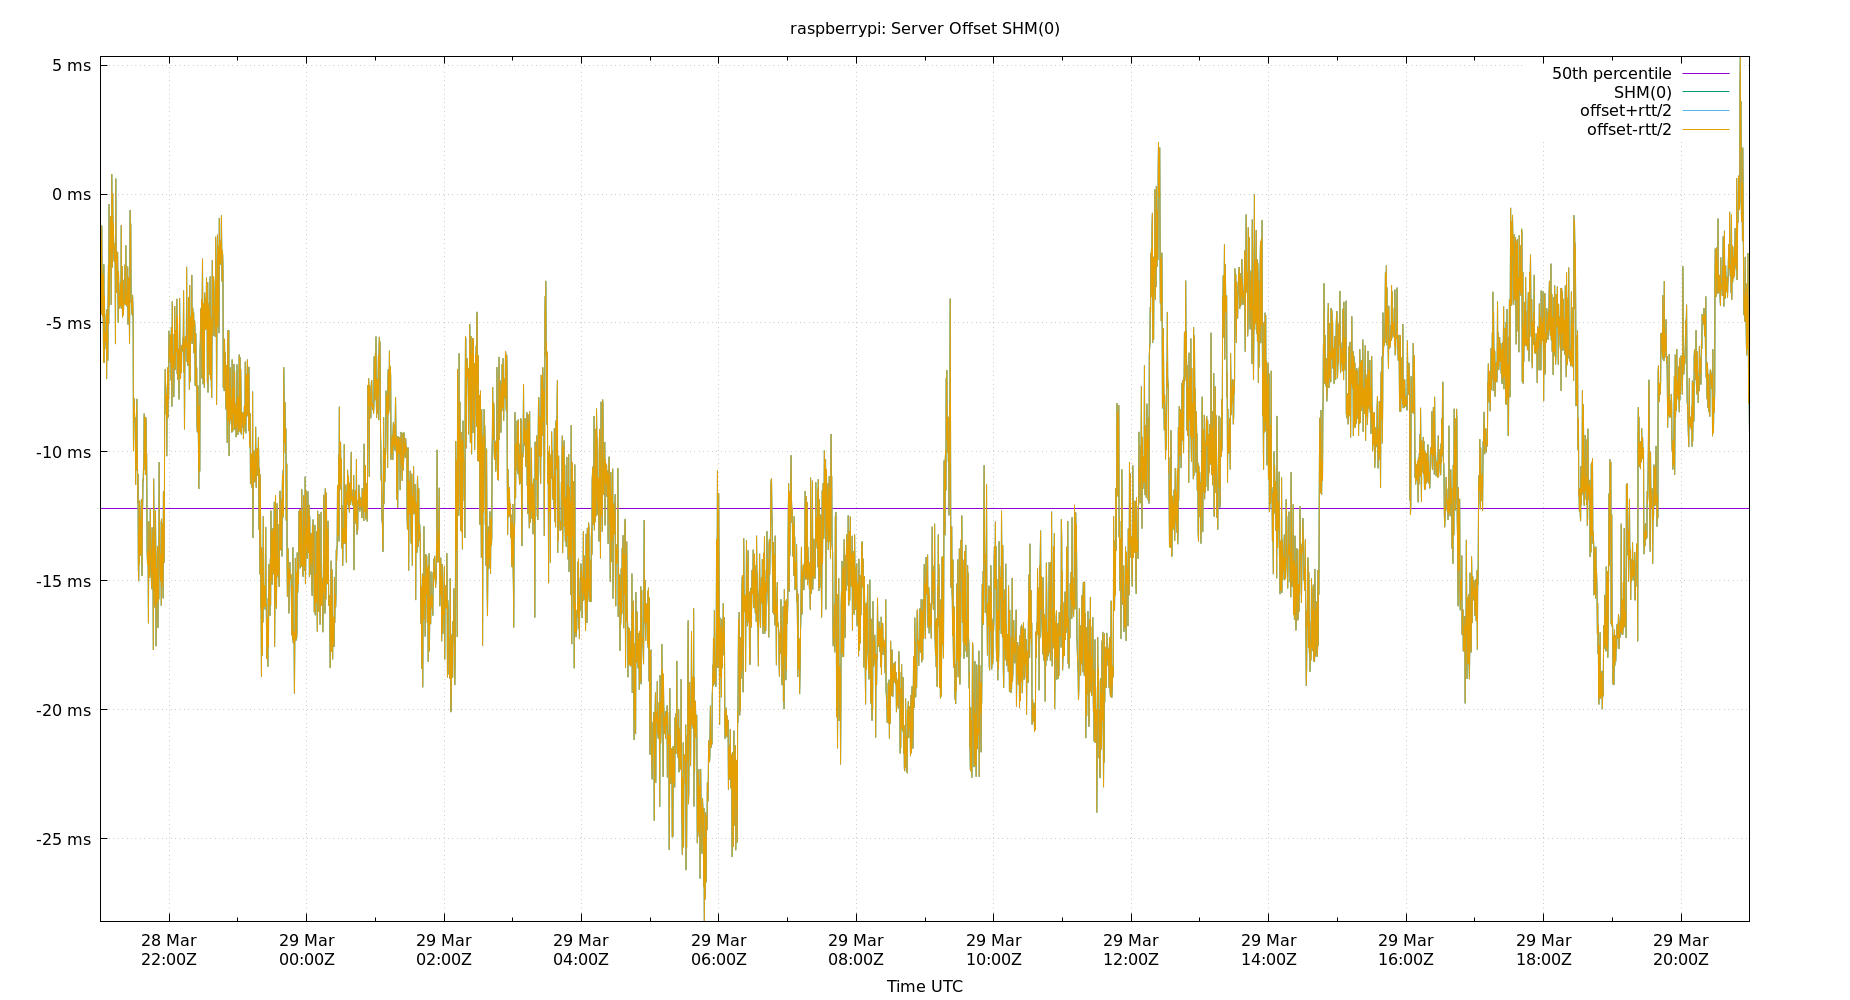 raspberrypi: Server Offset SHM(0)
50th percentile
SHM(0)
offset+rtt/2
offset-rtt/2
5 ms
0 ms
-5 ms
-10 ms
-15 ms
-20 ms
-25 ms
28 Mar 29 Mar 29 Mar 29 Mar 29 Mar 29 Mar 29 Mar 29 Mar 29 Mar 29 Mar 29 Mar 29 Mar
22:00Z 00:00Z 02:00Z 04:00Z 06:00Z 08:00Z 10:00Z 12:00Z 14:00Z 16:00Z 18:00Z 20:00Z
Time UTC